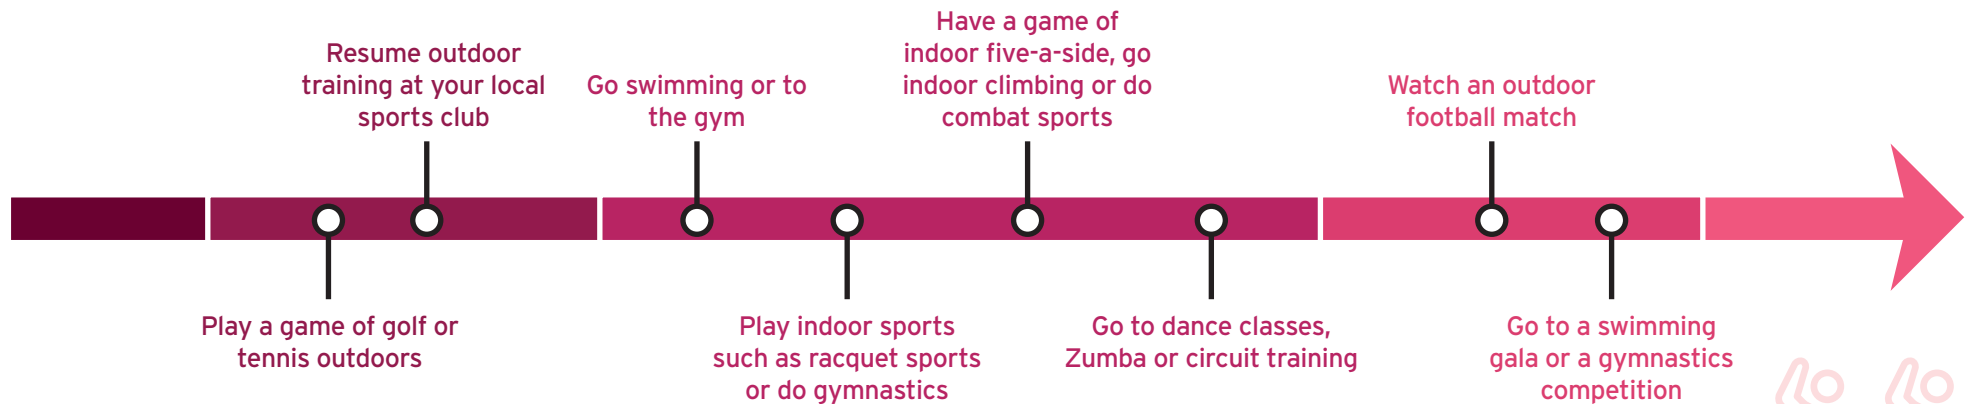 Resume outdoor
training at your local
sports club
Go swimming or to
the gym
Have a game of
indoor five-a-side, go
indoor climbing or do
combat sports
Watch an outdoor
football match
Play a game of golf or
tennis outdoors
Play indoor sports
such as racquet sports
or do gymnastics
Go to dance classes,
Zumba or circuit training
Go to a swimming
gala or a gymnastics
competition